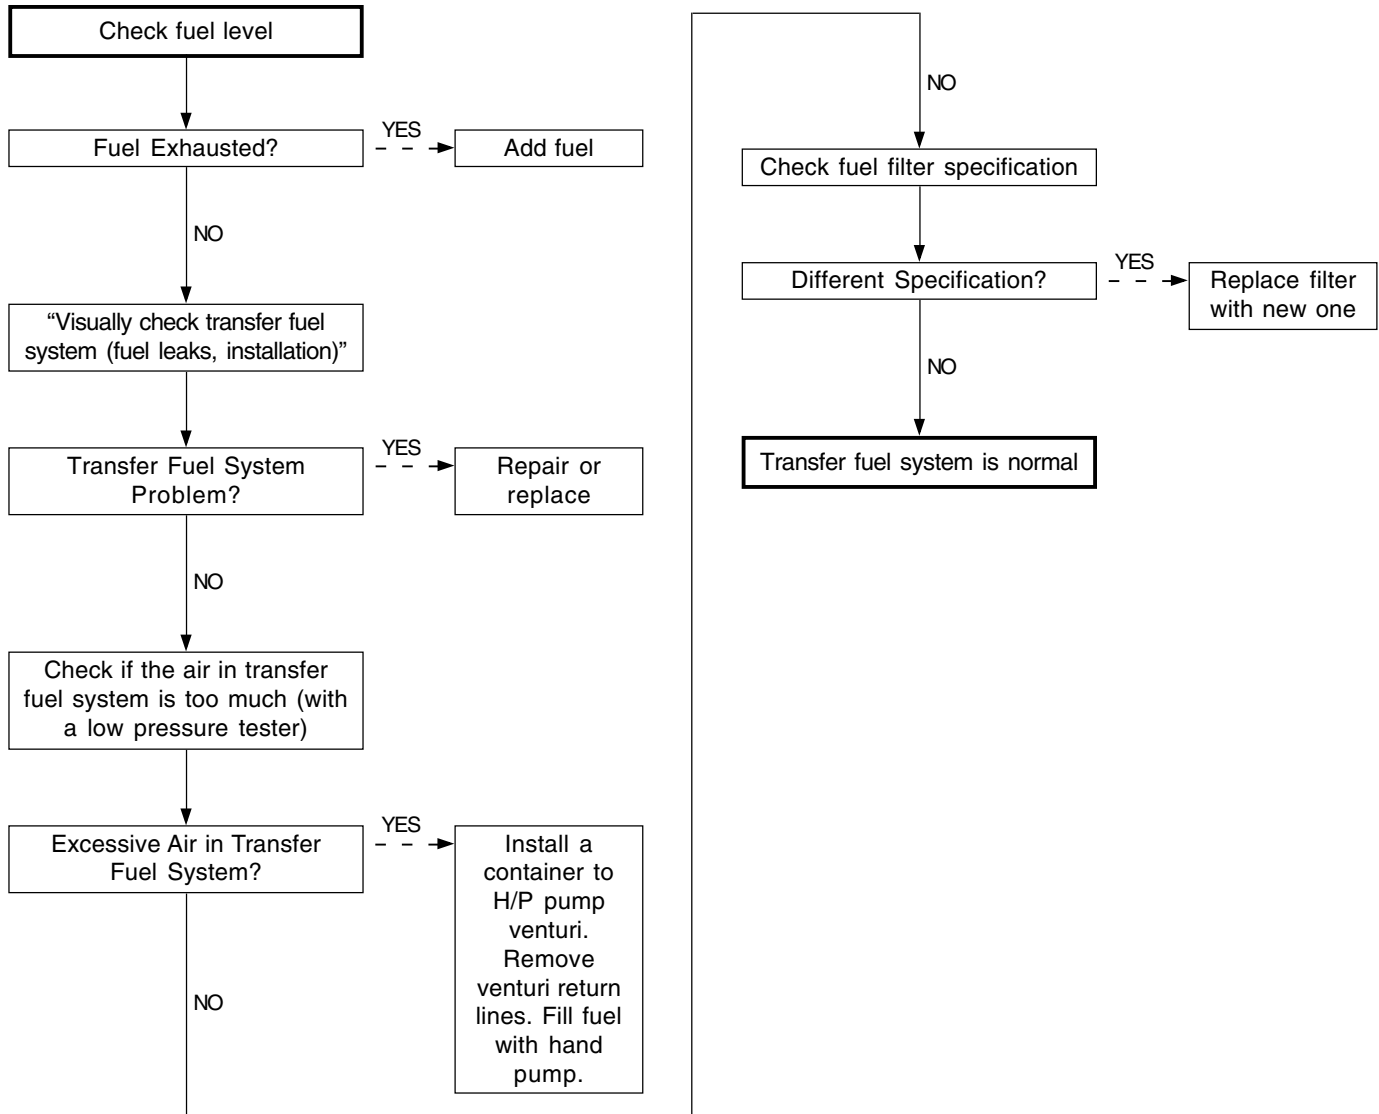 Check fuel level
Fuel Exhausted?
YES
Add fuel
NO
“Visually check transfer fuel
system (fuel leaks, installation)”
Transfer Fuel System
Problem?
YES
Repair or
replace
NO
Check if the air in transfer
fuel system is too much (with
a low pressure tester)
Excessive Air in Transfer
Fuel System?
YES
Install a
container to
H/P pump
venturi.
Remove
venturi return
lines. Fill fuel
with hand
pump.
NO
NO
Check fuel filter specification
Different Specification?
YES
Replace filter
with new one
NO
Transfer fuel system is normal